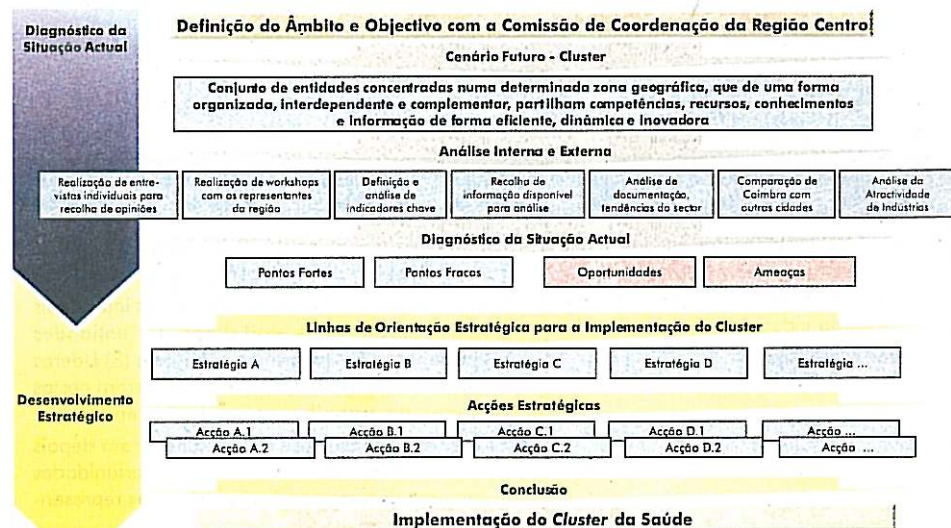 Diagnóstico da
Situação Actual
Definição do Âmbito e Objectivo com a Comissão de Coordenação da Região Centro
Cenário Futuro - Cluster
Conjunto de entidades concentradas numa determinada zona geográfica, que de uma forma
organizada, interdependente e complementar, partilham competências, recursos, conhecimentos
e informação de forma eficiente, dinâmica e inovadora
Análise Interna e Externa
Realização de entre-
vistas individuais para
recolha de opiniões
Realização de workshops
com os representantes
da região
Definição e
análise de
indicadores chave
Recolha de
informação disponível
para análise
Análise de
documentação,
tendências do sector
Comparação de
Coimbra com
outras cidades
Análise da
Atractividade
de Indústrias
Diagnóstico da Situação Actual
Pontos Fortes
Pontos Fracos
Oportunidades
Ameaças
Linhas de Orientação Estratégica para a Implementação do Cluster
Estratégia A
Estratégia B
Estratégia C
Estratégia D
Estratégia ...
Desenvolvimento
Estratégico
Acções Estratégicas
Acção A.1
Acção B.1
Acção C.1
Acção D.1
Acção ...
Acção A.2
Acção B.2
Acção C.2
Acção D.2
Acção ...
Conclusão
Implementação do Cluster da Saúde